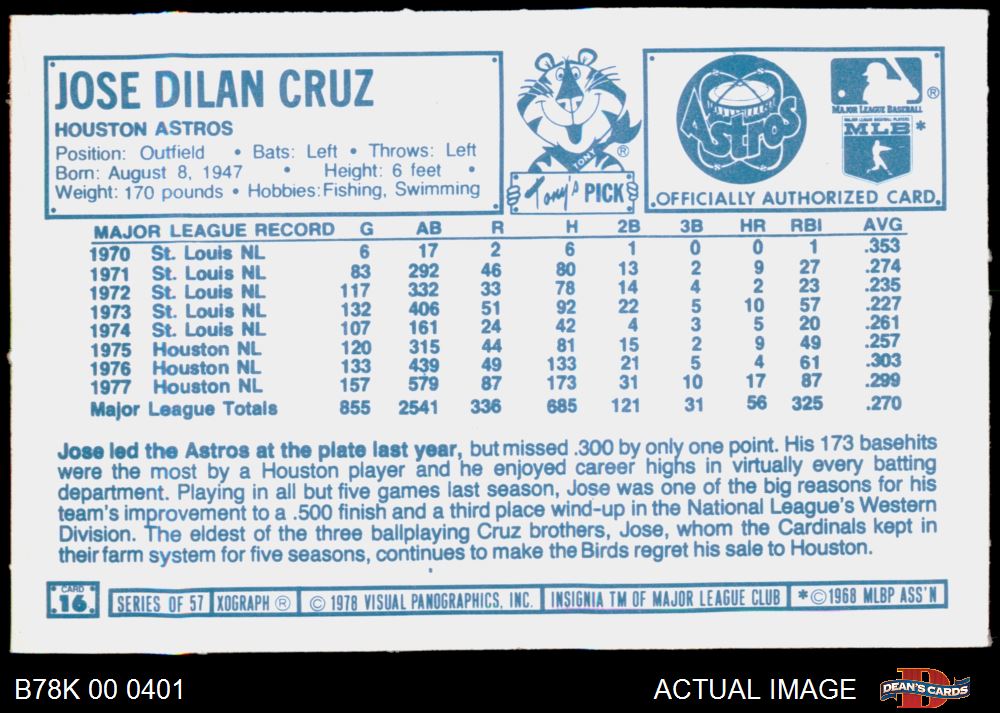 JOSE DILAN CRUZ
HOUSTON ASTROS
Position: Outfield • Bats: Left • Throws: Left
Born: August 8, 1947 • Height: 6 feet •
Weight: 170 pounds • Hobbies: Fishing, Swimming
TONY ®
Tony's PICK
Astros
MAJOR LEAGUE BASEBALL ®
MAJOR LEAGUE BASEBALL PLAYERS
MLB *
OFFICIALLY AUTHORIZED CARD.
MAJOR LEAGUE RECORD G AB R H 2B 3B HR RBI AVG
1970 St. Louis NL 6 17 2 6 1 0 0 1 .353
1971 St. Louis NL 83 292 46 80 13 2 9 27 .274
1972 St. Louis NL 117 332 33 78 14 4 2 23 .235
1973 St. Louis NL 132 406 51 92 22 5 10 57 .227
1974 St. Louis NL 107 161 24 42 4 3 5 20 .261
1975 Houston NL 120 315 44 81 15 2 9 49 .257
1976 Houston NL 133 439 49 133 21 5 4 61 .303
1977 Houston NL 157 579 87 173 31 10 17 87 .299
Major League Totals 855 2541 336 685 121 31 56 325 .270
Jose led the Astros at the plate last year, but missed .300 by only one point. His 173 basehits
were the most by a Houston player and he enjoyed career highs in virtually every batting
department. Playing in all but five games last season, Jose was one of the big reasons for his
team's improvement to a .500 finish and a third place wind-up in the National League's Western
Division. The eldest of the three ballplaying Cruz brothers, Jose, whom the Cardinals kept in
their farm system for five seasons, continues to make the Birds regret his sale to Houston.
CARD
16
SERIES OF 57 XOGRAPH ® © 1978 VISUAL PANOGRAPHICS, INC. INSIGNIA TM OF MAJOR LEAGUE CLUB *©1968 MLBP ASS'N
B78K 00 0401
ACTUAL IMAGE
D
DEAN'S CARDS